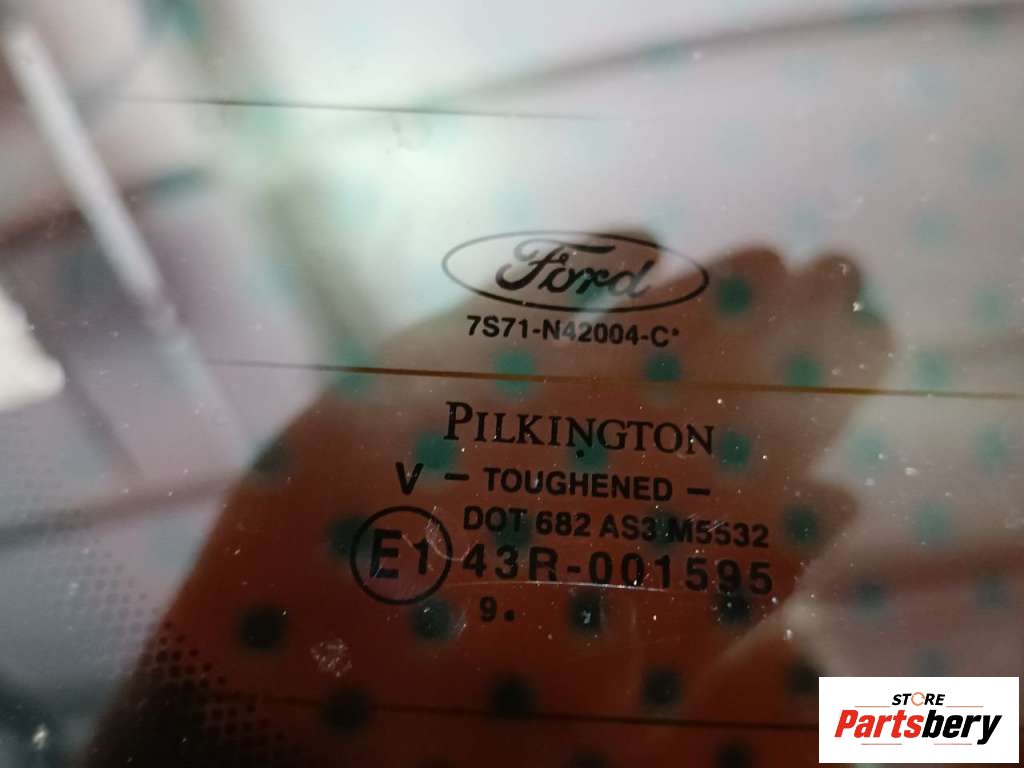 Ford
7S71-N42004-C•
PILKINGTON
V – TOUGHENED –
DOT 682 AS3 M5532
E1 43R-001595
9.
STORE
Partsbery